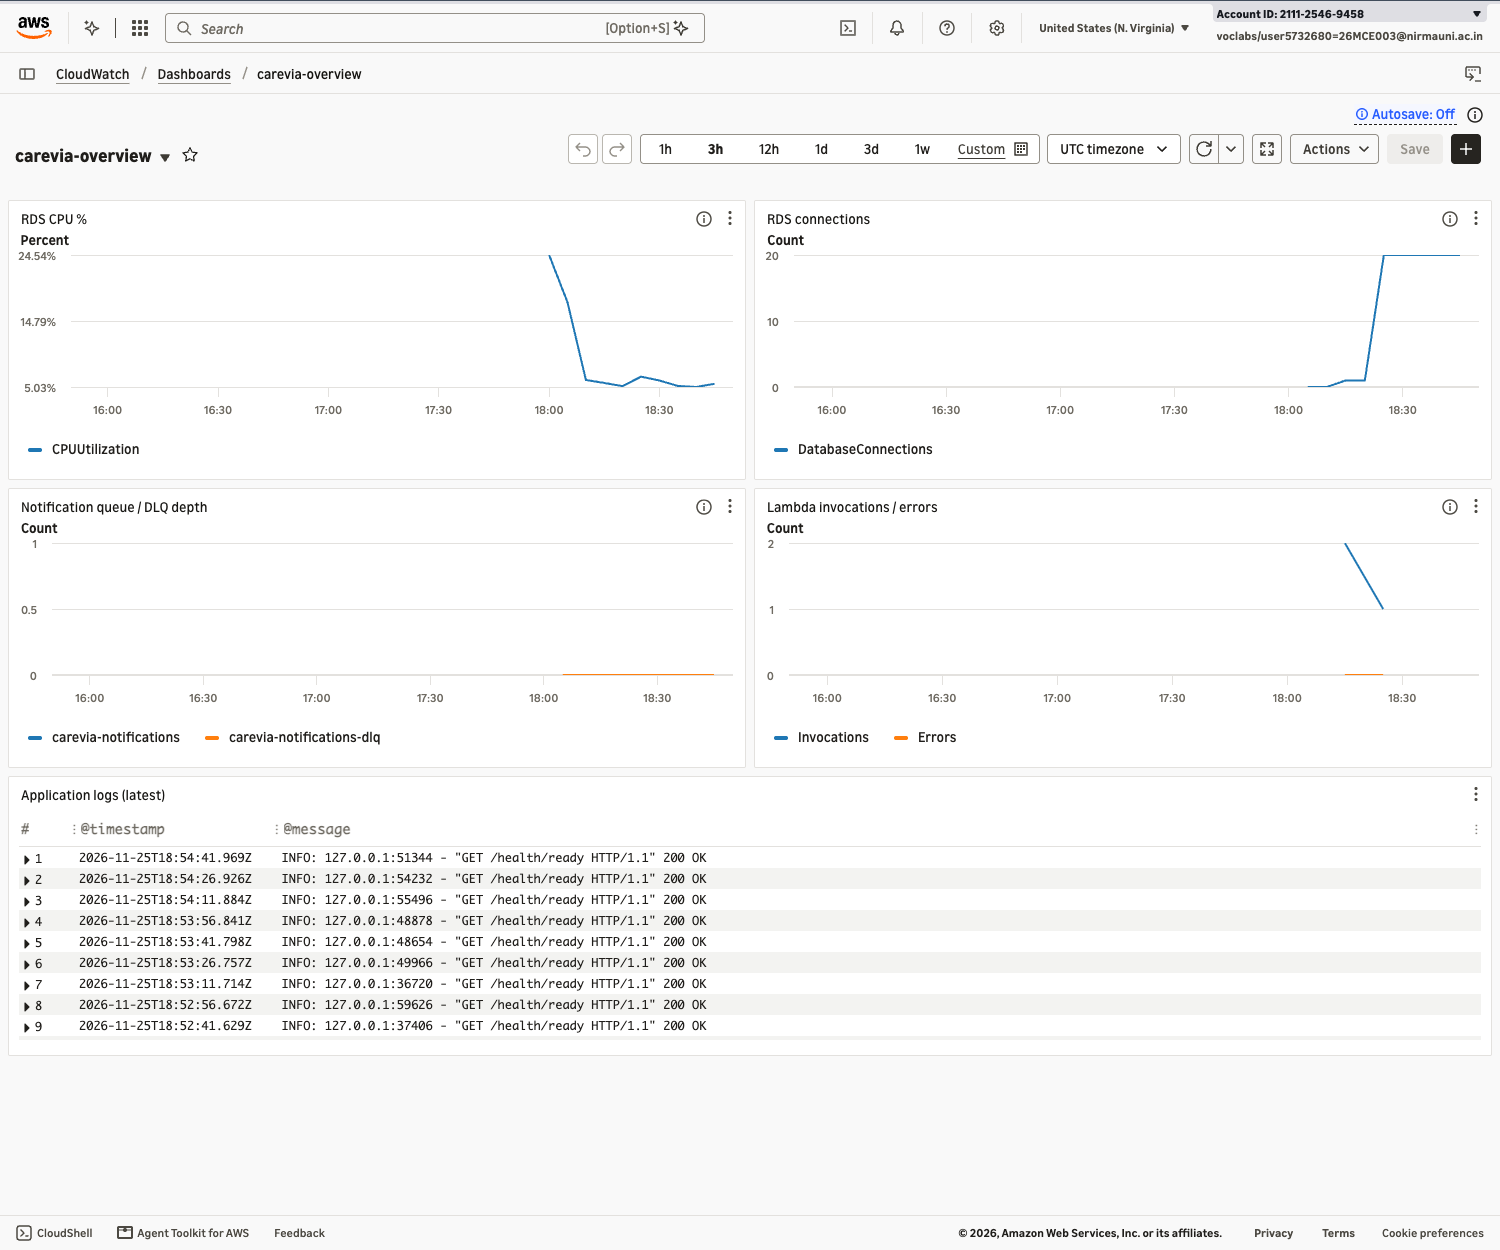 aws
Search [Option+S]
United States (N. Virginia)
Account ID: 2111-2546-9458
voclabs/user5732680=26MCE003@nirmauni.ac.in
CloudWatch / Dashboards / carevia-overview
Autosave: Off
carevia-overview
1h 3h 12h 1d 3d 1w Custom UTC timezone Actions Save
RDS CPU %
Percent
24.54%
14.79%
5.03%
16:00 16:30 17:00 17:30 18:00 18:30
CPUUtilization
RDS connections
Count
20
10
0
16:00 16:30 17:00 17:30 18:00 18:30
DatabaseConnections
Notification queue / DLQ depth
Count
1
0.5
0
16:00 16:30 17:00 17:30 18:00 18:30
carevia-notifications carevia-notifications-dlq
Lambda invocations / errors
Count
2
1
0
16:00 16:30 17:00 17:30 18:00 18:30
Invocations Errors
Application logs (latest)
# @timestamp @message
1 2026-11-25T18:54:41.969Z INFO: 127.0.0.1:51344 - "GET /health/ready HTTP/1.1" 200 OK
2 2026-11-25T18:54:26.926Z INFO: 127.0.0.1:54232 - "GET /health/ready HTTP/1.1" 200 OK
3 2026-11-25T18:54:11.884Z INFO: 127.0.0.1:55496 - "GET /health/ready HTTP/1.1" 200 OK
4 2026-11-25T18:53:56.841Z INFO: 127.0.0.1:48878 - "GET /health/ready HTTP/1.1" 200 OK
5 2026-11-25T18:53:41.798Z INFO: 127.0.0.1:48654 - "GET /health/ready HTTP/1.1" 200 OK
6 2026-11-25T18:53:26.757Z INFO: 127.0.0.1:49966 - "GET /health/ready HTTP/1.1" 200 OK
7 2026-11-25T18:53:11.714Z INFO: 127.0.0.1:36720 - "GET /health/ready HTTP/1.1" 200 OK
8 2026-11-25T18:52:56.672Z INFO: 127.0.0.1:59626 - "GET /health/ready HTTP/1.1" 200 OK
9 2026-11-25T18:52:41.629Z INFO: 127.0.0.1:37406 - "GET /health/ready HTTP/1.1" 200 OK
CloudShell Agent Toolkit for AWS Feedback © 2026, Amazon Web Services, Inc. or its affiliates. Privacy Terms Cookie preferences